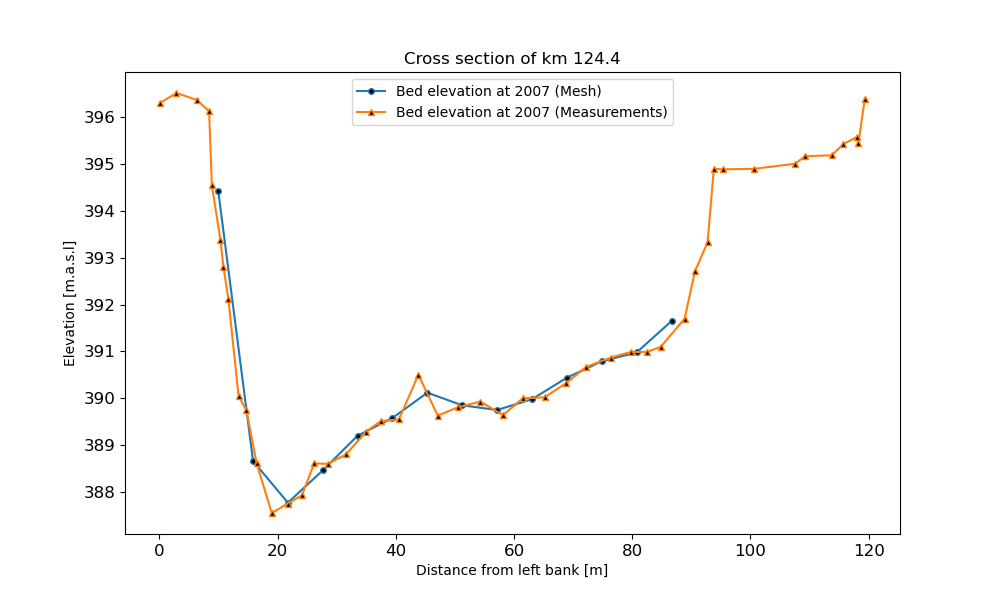 Cross section of km 124.4
Bed elevation at 2007 (Mesh)
Bed elevation at 2007 (Measurements)
Elevation [m.a.s.l]
396
395
394
393
392
391
390
389
388
0 20 40 60 80 100 120
Distance from left bank [m]